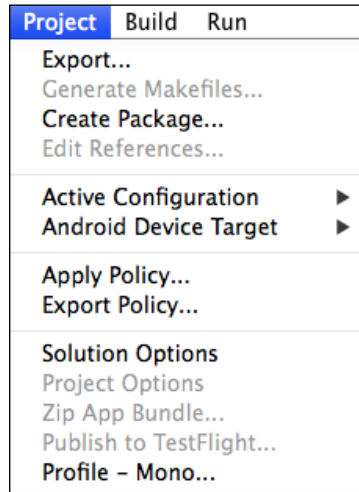 Project Build Run
Export...
Generate Makefiles...
Create Package...
Edit References...
Active Configuration
Android Device Target
Apply Policy...
Export Policy...
Solution Options
Project Options
Zip App Bundle...
Publish to TestFlight...
Profile – Mono...